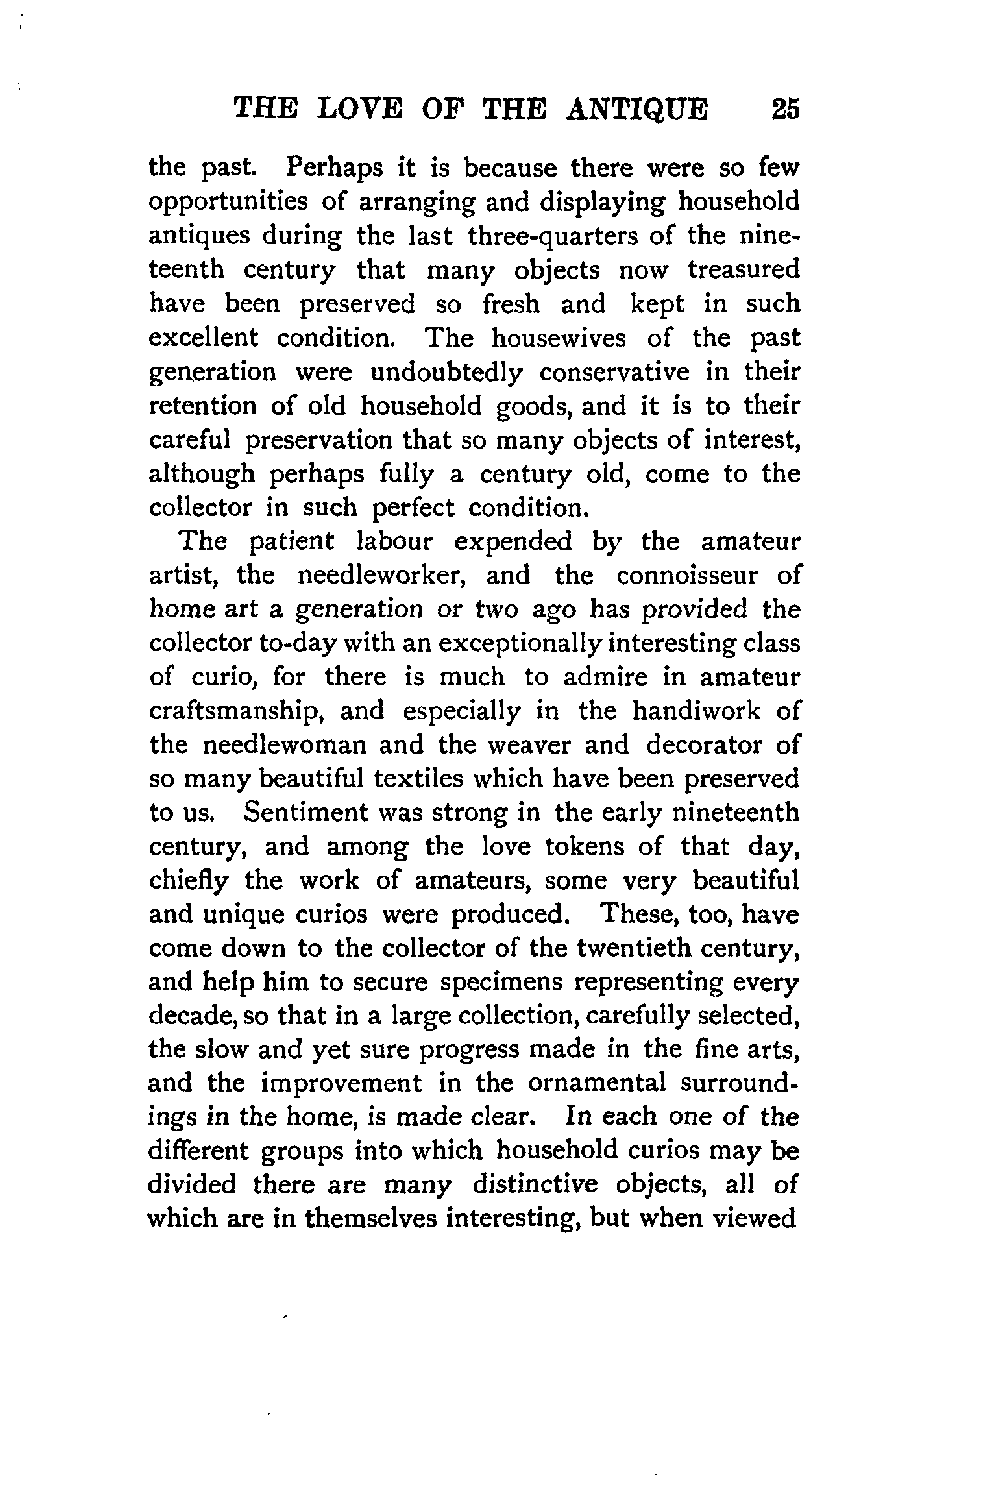 THE LOVE OF THE ANTIQUE 25
the past. Perhaps it is because there were so few
opportunities of arranging and displaying household
antiques during the last three-quarters of the nine-
teenth century that many objects now treasured
have been preserved so fresh and kept in such
excellent condition. The housewives of the past
generation were undoubtedly conservative in their
retention of old household goods, and it is to their
careful preservation that so many objects of interest,
although perhaps fully a century old, come to the
collector in such perfect condition.
The patient labour expended by the amateur
artist, the needleworker, and the connoisseur of
home art a generation or two ago has provided the
collector to-day with an exceptionally interesting class
of curio, for there is much to admire in amateur
craftsmanship, and especially in the handiwork of
the needlewoman and the weaver and decorator of
so many beautiful textiles which have been preserved
to us. Sentiment was strong in the early nineteenth
century, and among the love tokens of that day,
chiefly the work of amateurs, some very beautiful
and unique curios were produced. These, too, have
come down to the collector of the twentieth century,
and help him to secure specimens representing every
decade, so that in a large collection, carefully selected,
the slow and yet sure progress made in the fine arts,
and the improvement in the ornamental surround-
ings in the home, is made clear. In each one of the
different groups into which household curios may be
divided there are many distinctive objects, all of
which are in themselves interesting, but when viewed